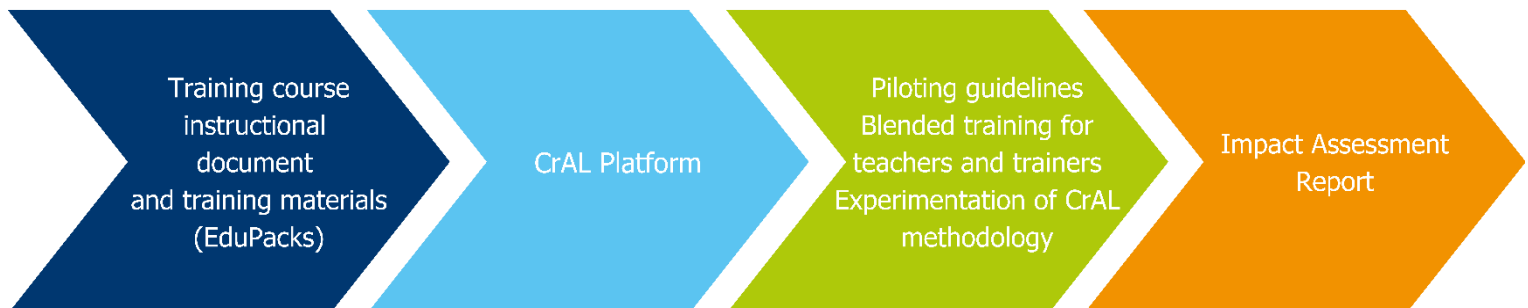 Training course
instructional
document
and training materials
(EduPacks)
CrAL Platform
Piloting guidelines
Blended training for
teachers and trainers
Experimentation of CrAL
methodology
Impact Assessment
Report